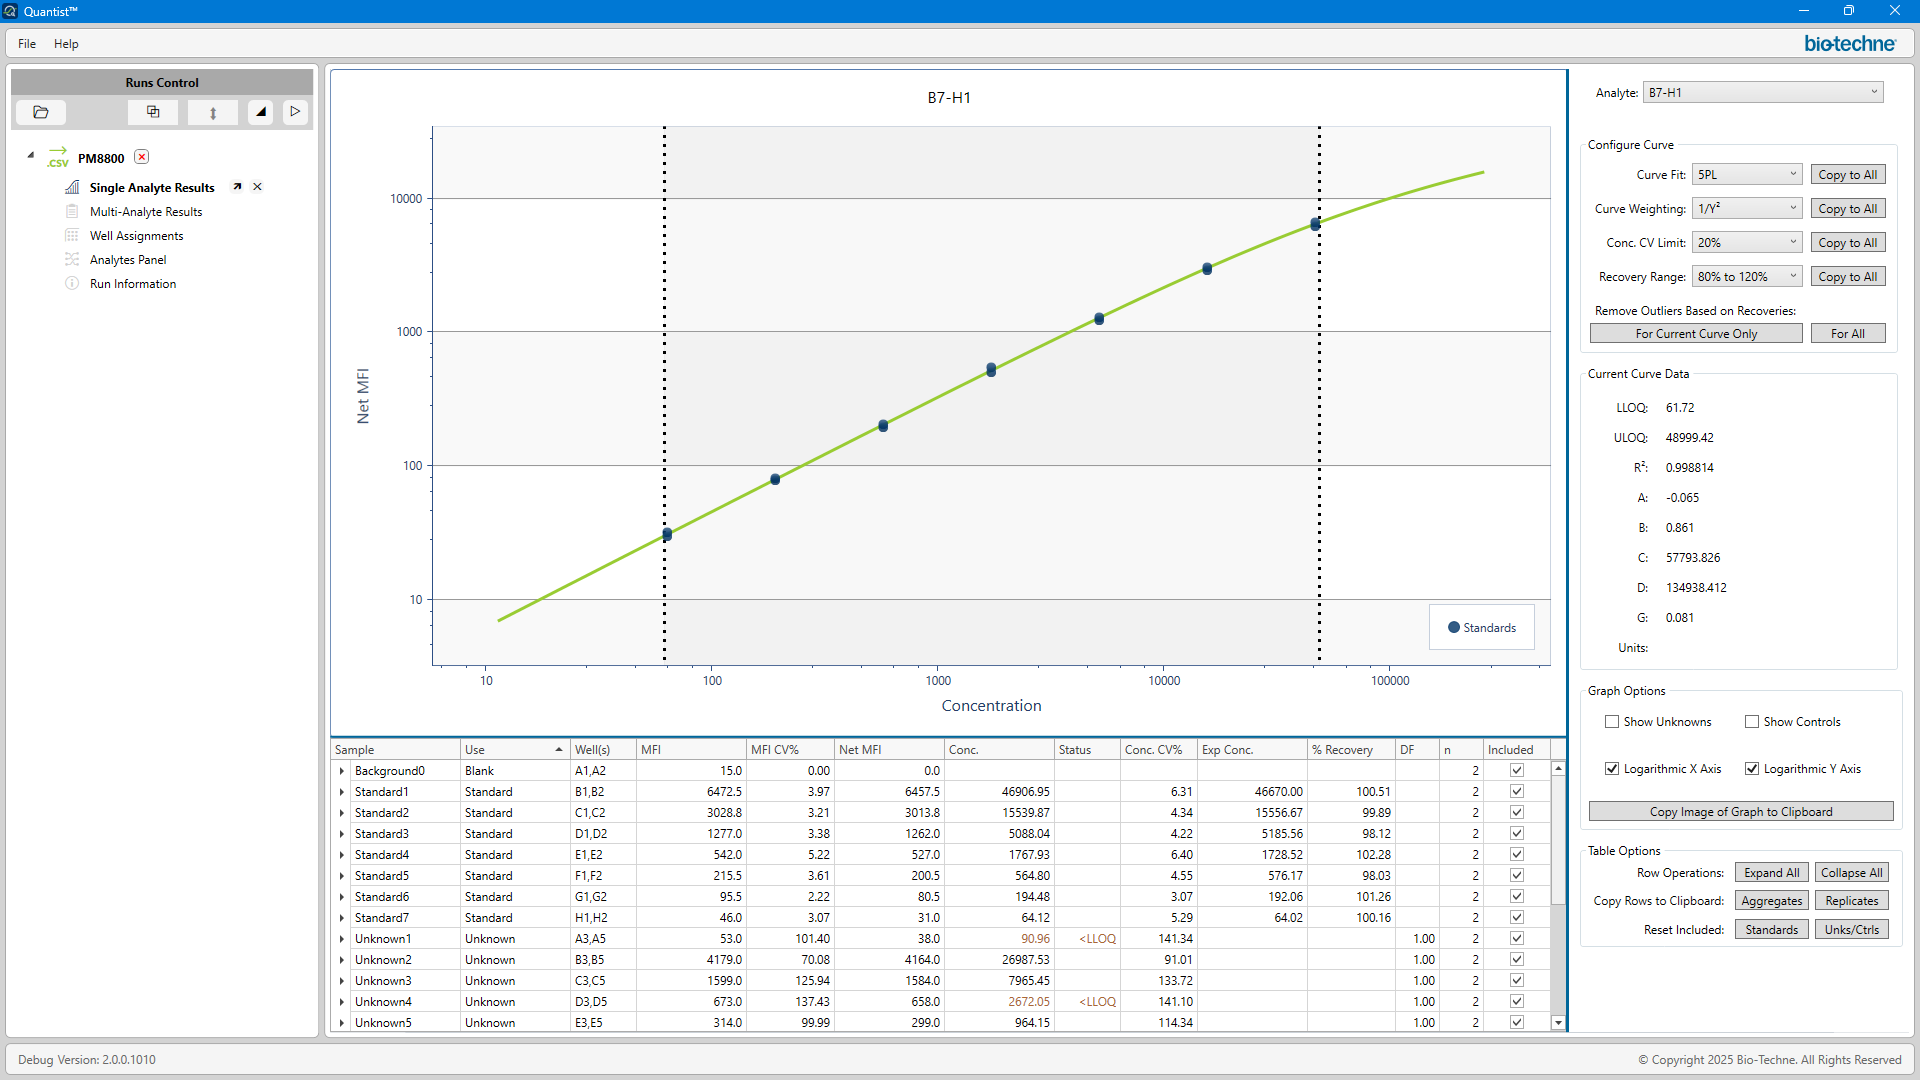 Quantist™
File Help
bio-techne
Runs Control
.csv PM8800
Single Analyte Results
Multi-Analyte Results
Well Assignments
Analytes Panel
Run Information
B7-H1
Net MFI
10000
1000
100
10
10 100 1000 10000 100000
Concentration
Standards
Sample Use Well(s) MFI MFI CV% Net MFI Conc. Status Conc. CV% Exp Conc. % Recovery DF n Included
Background0 Blank A1,A2 15.0 0.00 0.0 2
Standard1 Standard B1,B2 6472.5 3.97 6457.5 46906.95 6.31 46670.00 100.51 2
Standard2 Standard C1,C2 3028.8 3.21 3013.8 15539.87 4.34 15556.67 99.89 2
Standard3 Standard D1,D2 1277.0 3.38 1262.0 5088.04 4.22 5185.56 98.12 2
Standard4 Standard E1,E2 542.0 5.22 527.0 1767.93 6.40 1728.52 102.28 2
Standard5 Standard F1,F2 215.5 3.61 200.5 564.80 4.55 576.17 98.03 2
Standard6 Standard G1,G2 95.5 2.22 80.5 194.48 3.07 192.06 101.26 2
Standard7 Standard H1,H2 46.0 3.07 31.0 64.12 5.29 64.02 100.16 2
Unknown1 Unknown A3,A5 53.0 101.40 38.0 90.96 <LLOQ 141.34 1.00 2
Unknown2 Unknown B3,B5 4179.0 70.08 4164.0 26987.53 91.01 1.00 2
Unknown3 Unknown C3,C5 1599.0 125.94 1584.0 7965.45 133.72 1.00 2
Unknown4 Unknown D3,D5 673.0 137.43 658.0 2672.05 <LLOQ 141.10 1.00 2
Unknown5 Unknown E3,E5 314.0 99.99 299.0 964.15 114.34 1.00 2
Analyte: B7-H1
Configure Curve
Curve Fit: 5PL Copy to All
Curve Weighting: 1/Y² Copy to All
Conc. CV Limit: 20% Copy to All
Recovery Range: 80% to 120% Copy to All
Remove Outliers Based on Recoveries:
For Current Curve Only For All
Current Curve Data
LLOQ: 61.72
ULOQ: 48999.42
R²: 0.998814
A: -0.065
B: 0.861
C: 57793.826
D: 134938.412
G: 0.081
Units:
Graph Options
Show Unknowns Show Controls
Logarithmic X Axis Logarithmic Y Axis
Copy Image of Graph to Clipboard
Table Options
Row Operations: Expand All Collapse All
Copy Rows to Clipboard: Aggregates Replicates
Reset Included: Standards Unks/Ctrls
Debug Version: 2.0.0.1010
© Copyright 2025 Bio-Techne. All Rights Reserved